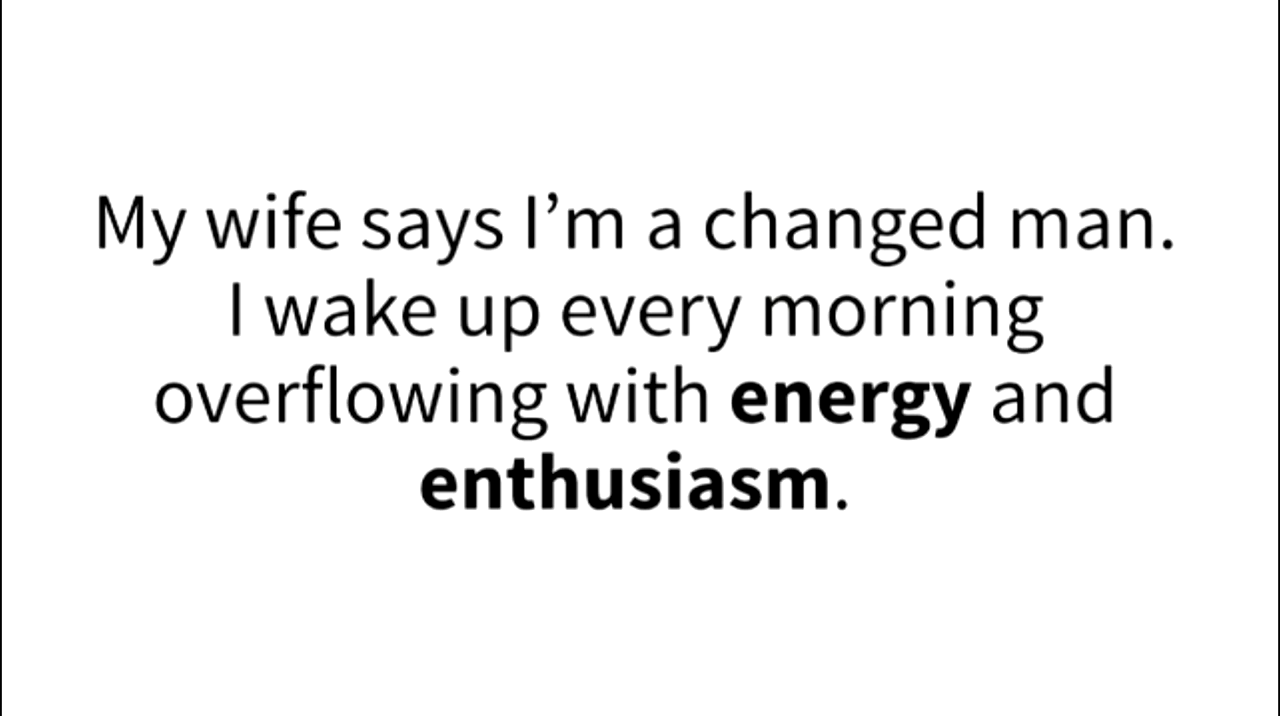 My wife says I’m a changed man.
I wake up every morning
overflowing with energy and
enthusiasm.